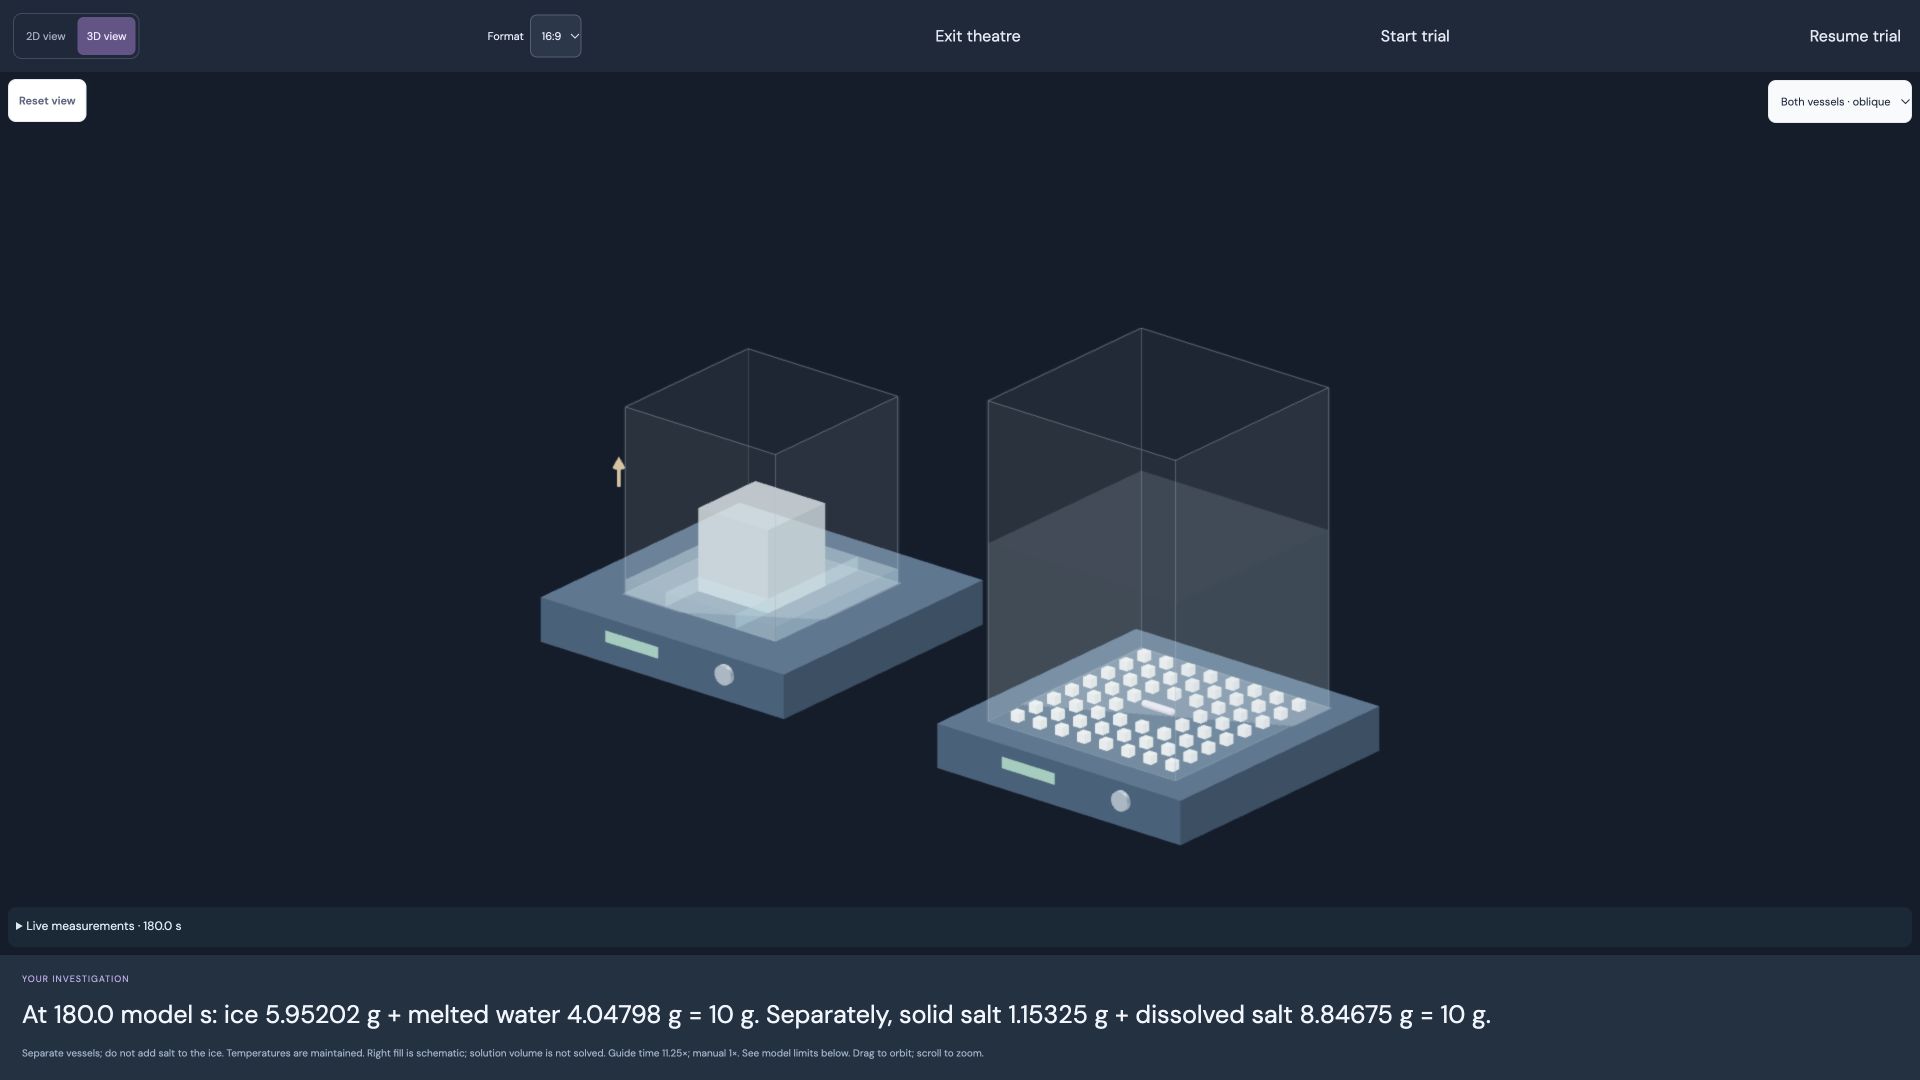 2D view
3D view
Format
16:9
Exit theatre
Start trial
Resume trial
Reset view
Both vessels · oblique
Live measurements · 180.0 s
YOUR INVESTIGATION
At 180.0 model s: ice 5.95202 g + melted water 4.04798 g = 10 g. Separately, solid salt 1.15325 g + dissolved salt 8.84675 g = 10 g.
Separate vessels; do not add salt to the ice. Temperatures are maintained. Right fill is schematic; solution volume is not solved. Guide time 11.25×; manual 1×. See model limits below. Drag to orbit; scroll to zoom.